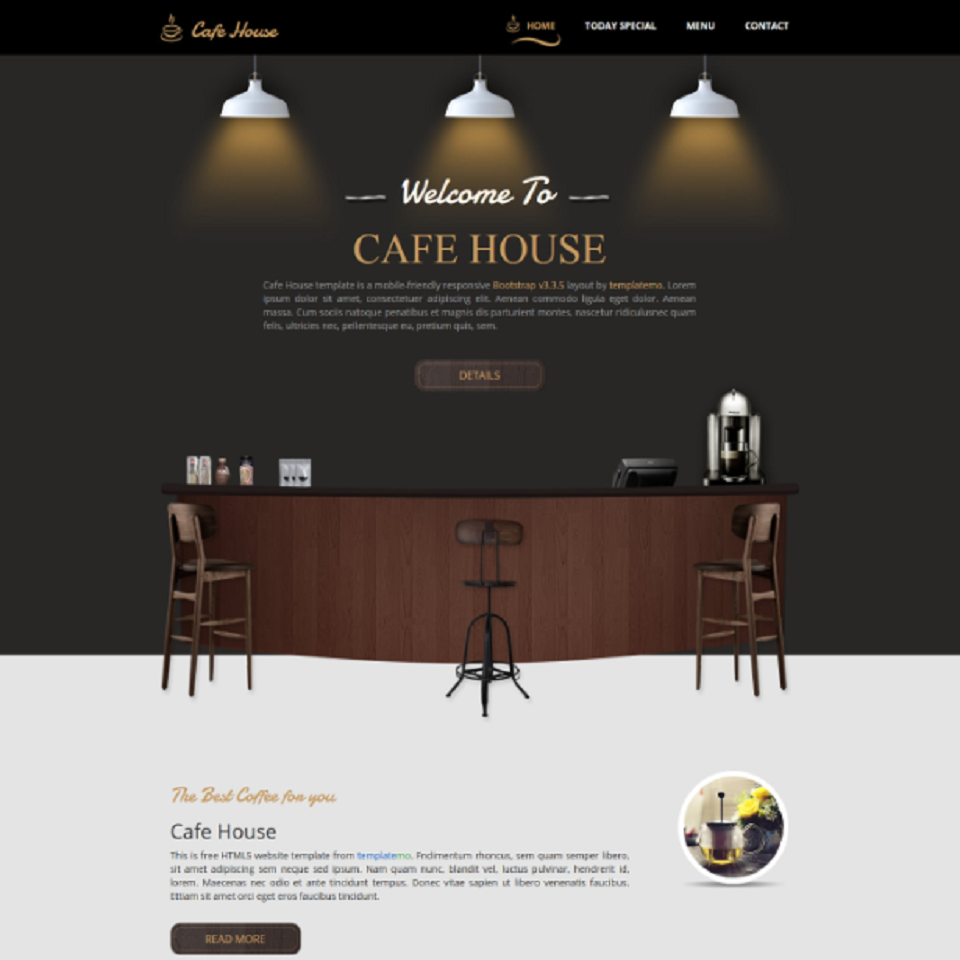 Cafe House
HOME
TODAY SPECIAL
MENU
CONTACT
Welcome To
CAFE HOUSE
Cafe House template is a mobile-friendly responsive Bootstrap v3.3.5 layout by templatemo. Lorem
ipsum dolor sit amet, consectetuer adipiscing elit. Aenean commodo ligula eget dolor. Aenean
massa. Cum sociis natoque penatibus et magnis dis parturient montes, nascetur ridiculusnec quam
felis, ultricies nec, pellentesque eu, pretium quis, sem.
DETAILS
The Best Coffee for you
Cafe House
This is free HTML5 website template from templatemo. Fndimentum rhoncus, sem quam semper libero,
sit amet adipiscing sem neque sed ipsum. Nam quam nunc, blandit vel, luctus pulvinar, hendrerit id,
lorem. Maecenas nec odio et ante tincidunt tempus. Donec vitae sapien ut libero venenatis faucibus.
Etiam sit amet orci eget eros faucibus tincidunt.
READ MORE